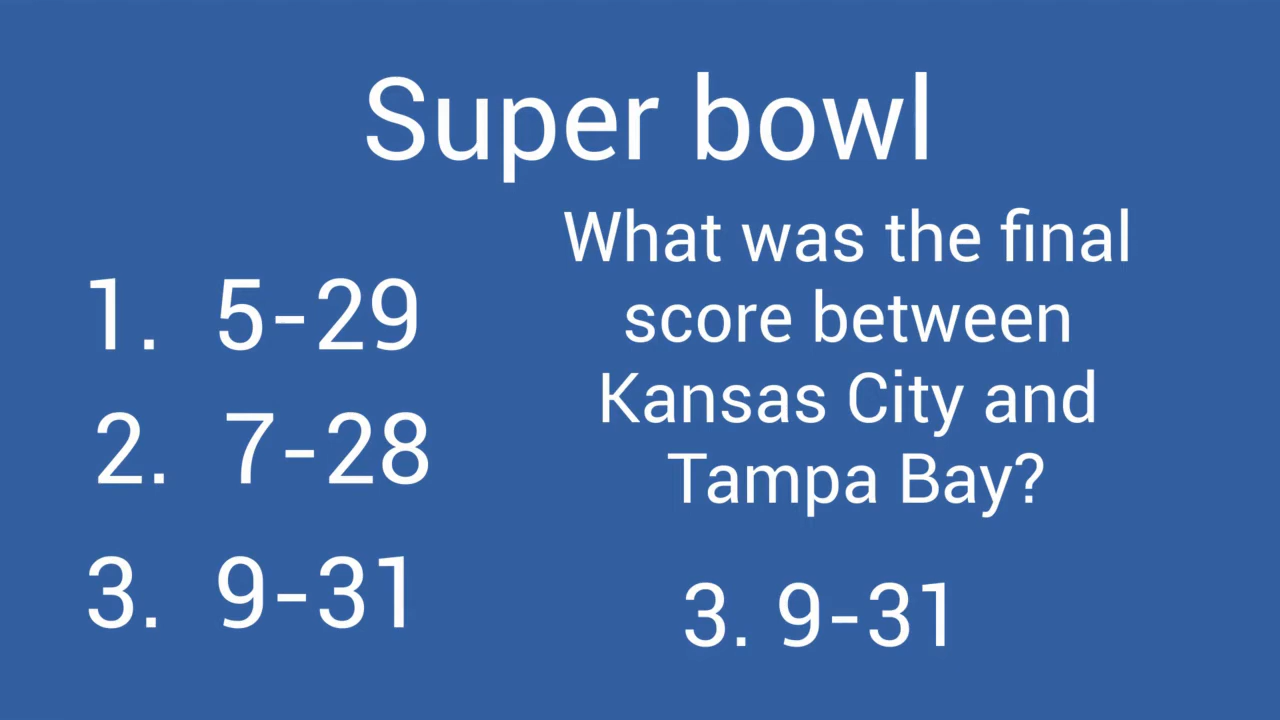 Super bowl
1. 5-29
2. 7-28
3. 9-31
What was the final
score between
Kansas City and
Tampa Bay?
3. 9-31